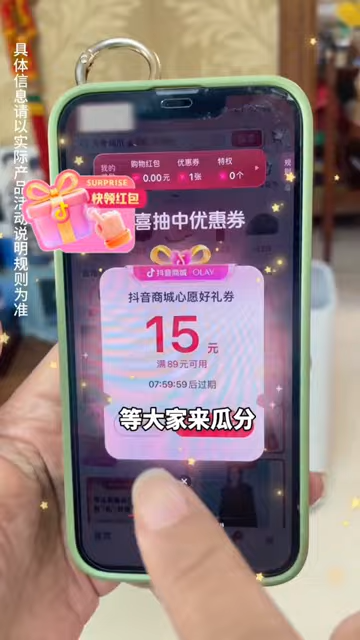 具体信息请以实际产品活动说明规则为准
我的
购物红包
优惠券
特权
0.00元
1张
0个
SURPRISE
快领红包
喜抽中优惠券
抖音商城 OLAY
抖音商城心愿好礼券
15元
满89元可用
07:59:59后过期
等大家来瓜分